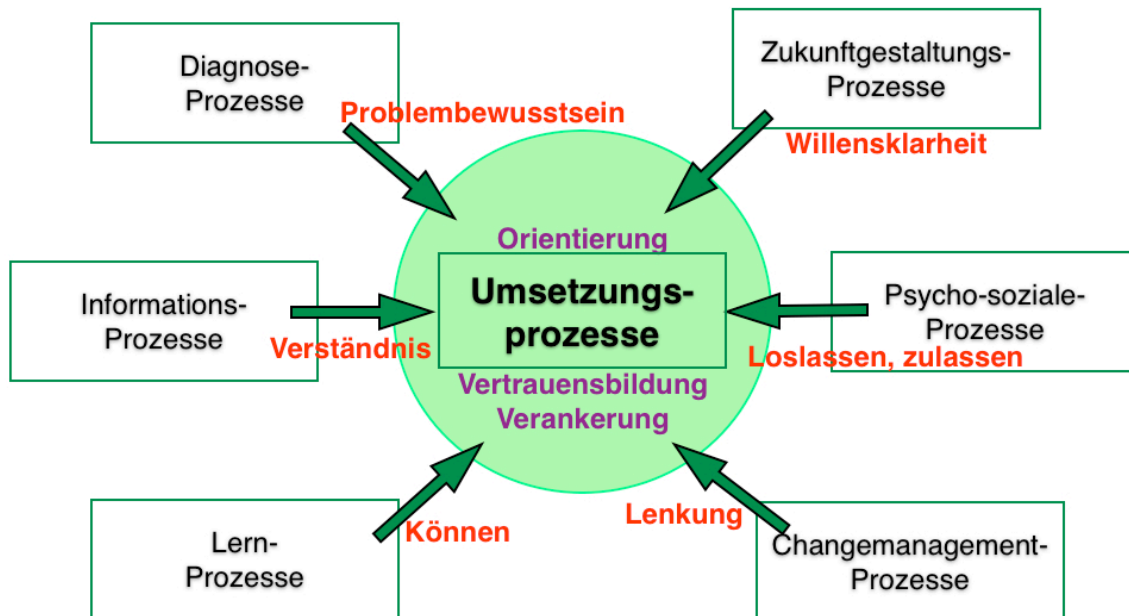 Diagnose-
Prozesse
Zukunftgestaltungs-
Prozesse
Problembewusstsein
Willensklarheit
Orientierung
Informations-
Prozesse
Verständnis
Umsetzungs-
prozesse
Psycho-soziale-
Prozesse
Loslassen, zulassen
Vertrauensbildung
Verankerung
Lern-
Prozesse
Können
Lenkung
Changemanagement-
Prozesse